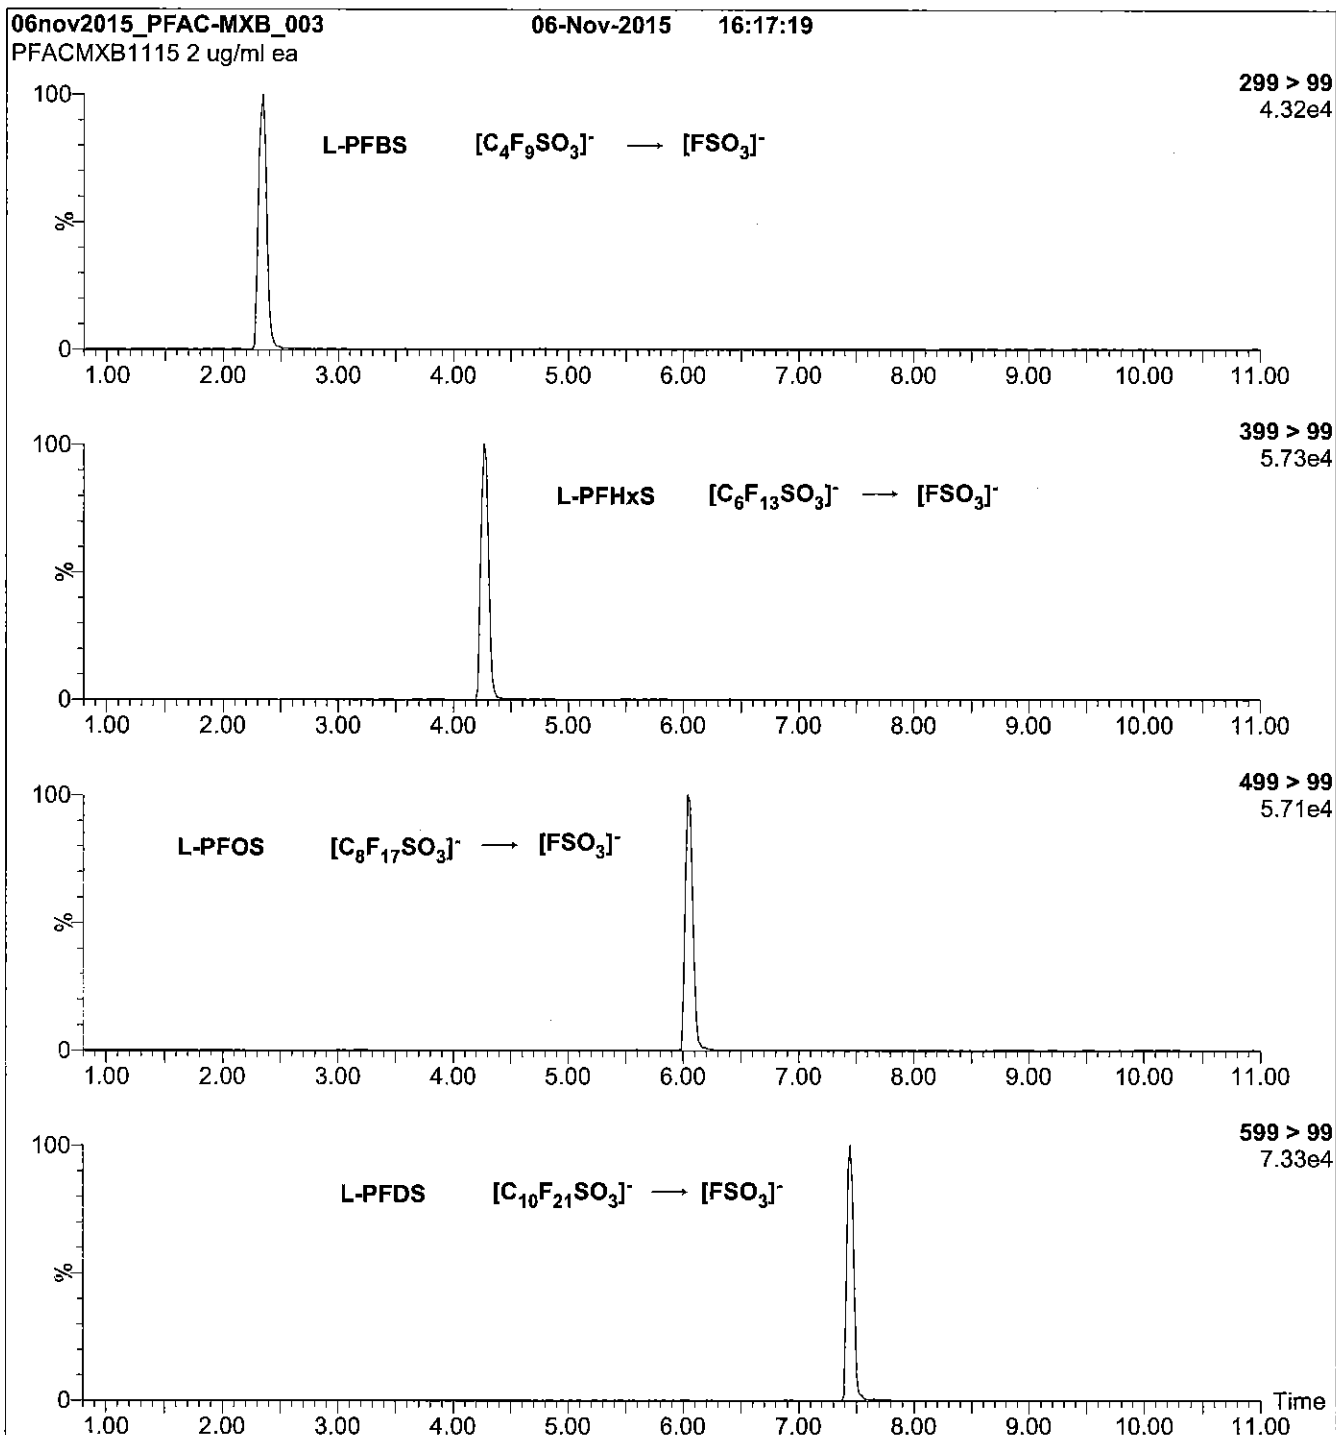 06nov2015_PFAC-MXB_003 06-Nov-2015 16:17:19
PFACMXB1115 2 ug/ml ea
299 > 99
4.32e4
100
L-PFBS [C₄F₉SO₃]⁻ → [FSO₃]⁻
%
0
1.00 2.00 3.00 4.00 5.00 6.00 7.00 8.00 9.00 10.00 11.00
399 > 99
5.73e4
100
L-PFHxS [C₆F₁₃SO₃]⁻ → [FSO₃]⁻
%
0
1.00 2.00 3.00 4.00 5.00 6.00 7.00 8.00 9.00 10.00 11.00
499 > 99
5.71e4
100
L-PFOS [C₈F₁₇SO₃]⁻ → [FSO₃]⁻
%
0
1.00 2.00 3.00 4.00 5.00 6.00 7.00 8.00 9.00 10.00 11.00
599 > 99
7.33e4
100
L-PFDS [C₁₀F₂₁SO₃]⁻ → [FSO₃]⁻
%
0
Time
1.00 2.00 3.00 4.00 5.00 6.00 7.00 8.00 9.00 10.00 11.00